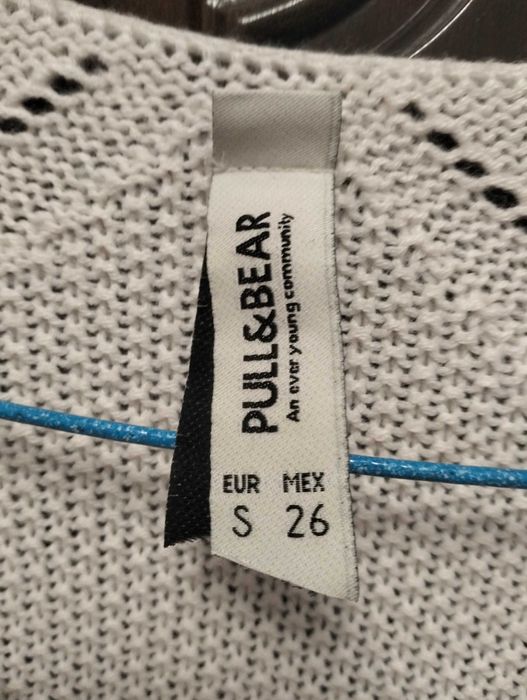 PULL&BEAR
An ever young community
EUR MEX
S 26